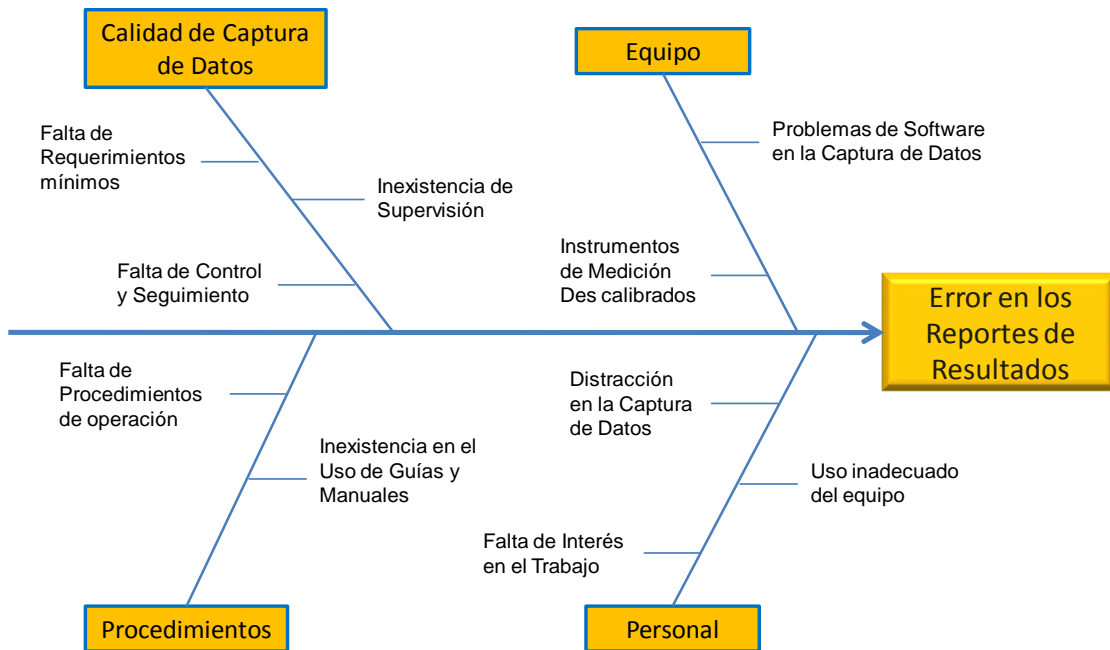 Calidad de Captura
de Datos
Equipo
Falta de
Requerimientos
mínimos
Inexistencia de
Supervisión
Falta de Control
y Seguimiento
Problemas de Software
en la Captura de Datos
Instrumentos
de Medición
Des calibrados
Error en los
Reportes de
Resultados
Falta de
Procedimientos
de operación
Inexistencia en el
Uso de Guías y
Manuales
Distracción
en la Captura
de Datos
Uso inadecuado
del equipo
Falta de Interés
en el Trabajo
Procedimientos
Personal